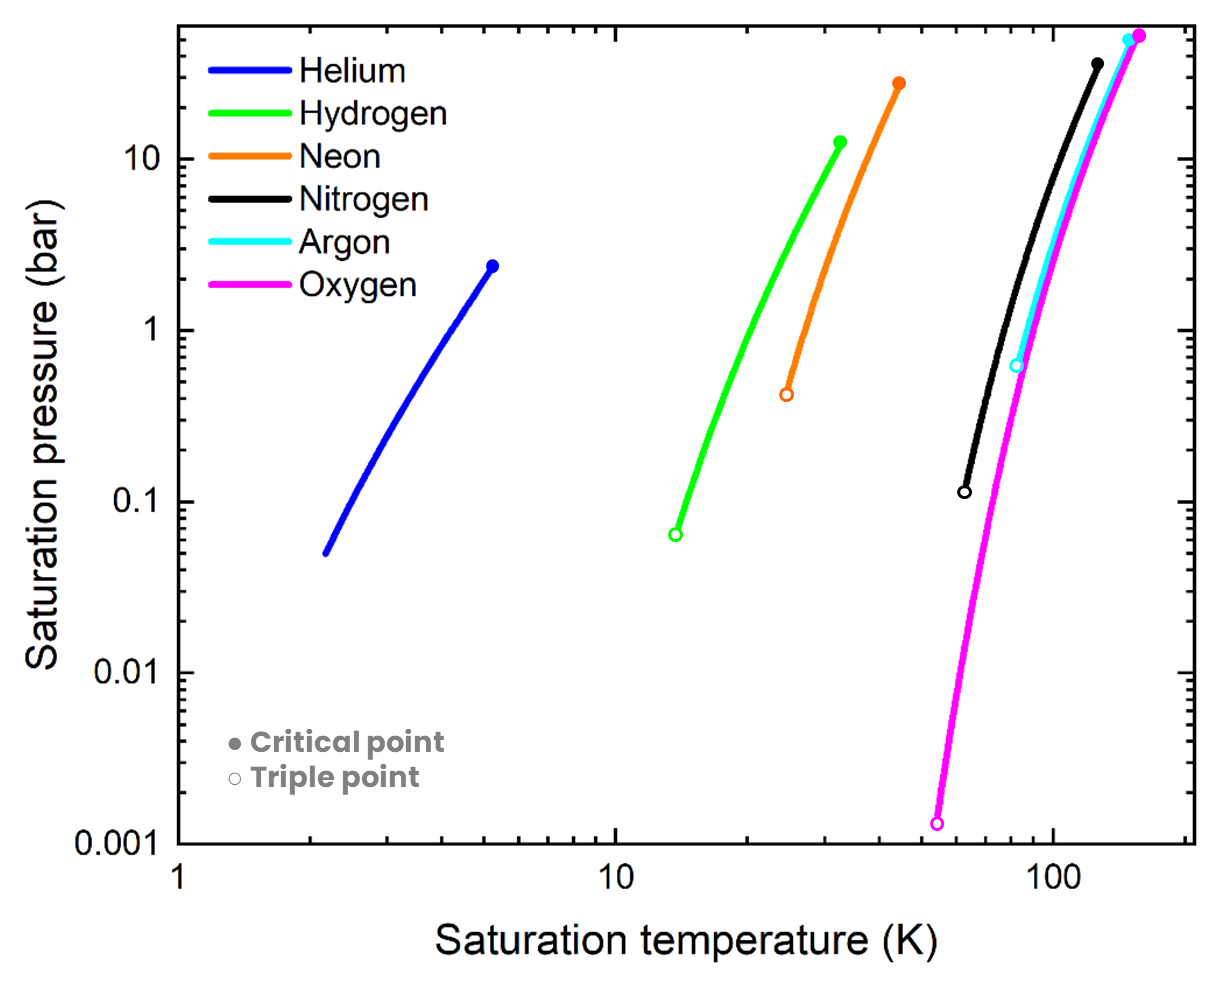 Helium
Hydrogen
Neon
Nitrogen
Argon
Oxygen
Saturation pressure (bar)
10
1
0.1
0.01
0.001
Critical point
Triple point
1
10
100
Saturation temperature (K)